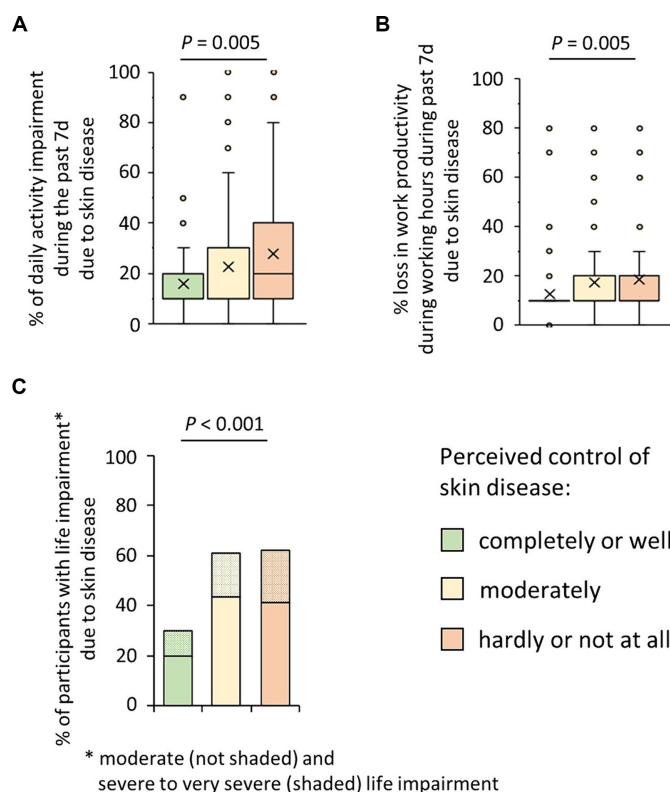 A
P = 0.005
% of daily activity impairment
during the past 7d
due to skin disease
100
80
60
40
20
0
B
P = 0.005
% loss in work productivity
during working hours during past 7d
due to skin disease
100
80
60
40
20
0
C
P < 0.001
% of participants with life impairment*
due to skin disease
100
80
60
40
20
0
Perceived control of
skin disease:
completely or well
moderately
hardly or not at all
* moderate (not shaded) and
severe to very severe (shaded) life impairment